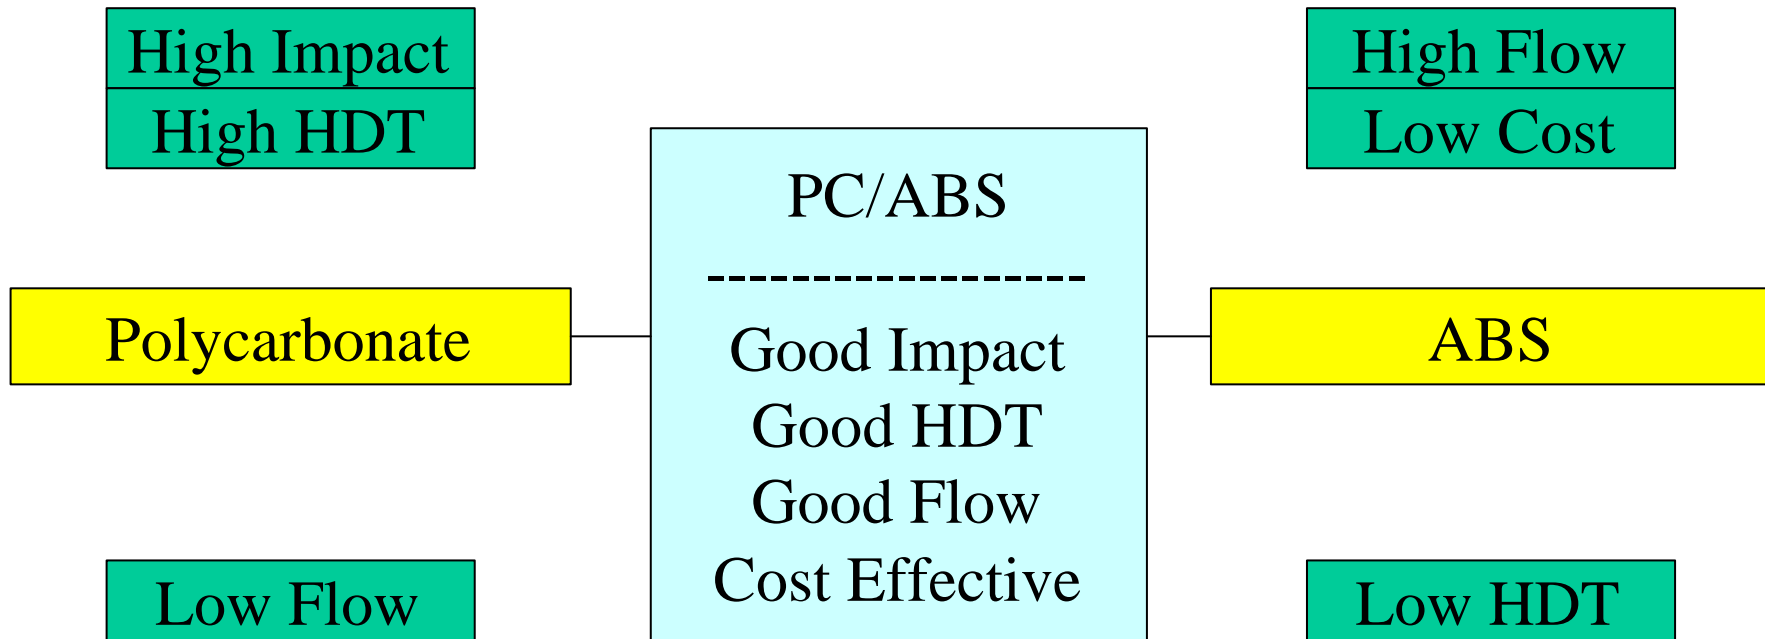 High Impact
High HDT
High Flow
Low Cost
PC/ABS
------------------
Polycarbonate
ABS
Good Impact
Good HDT
Good Flow
Cost Effective
Low Flow
Low HDT